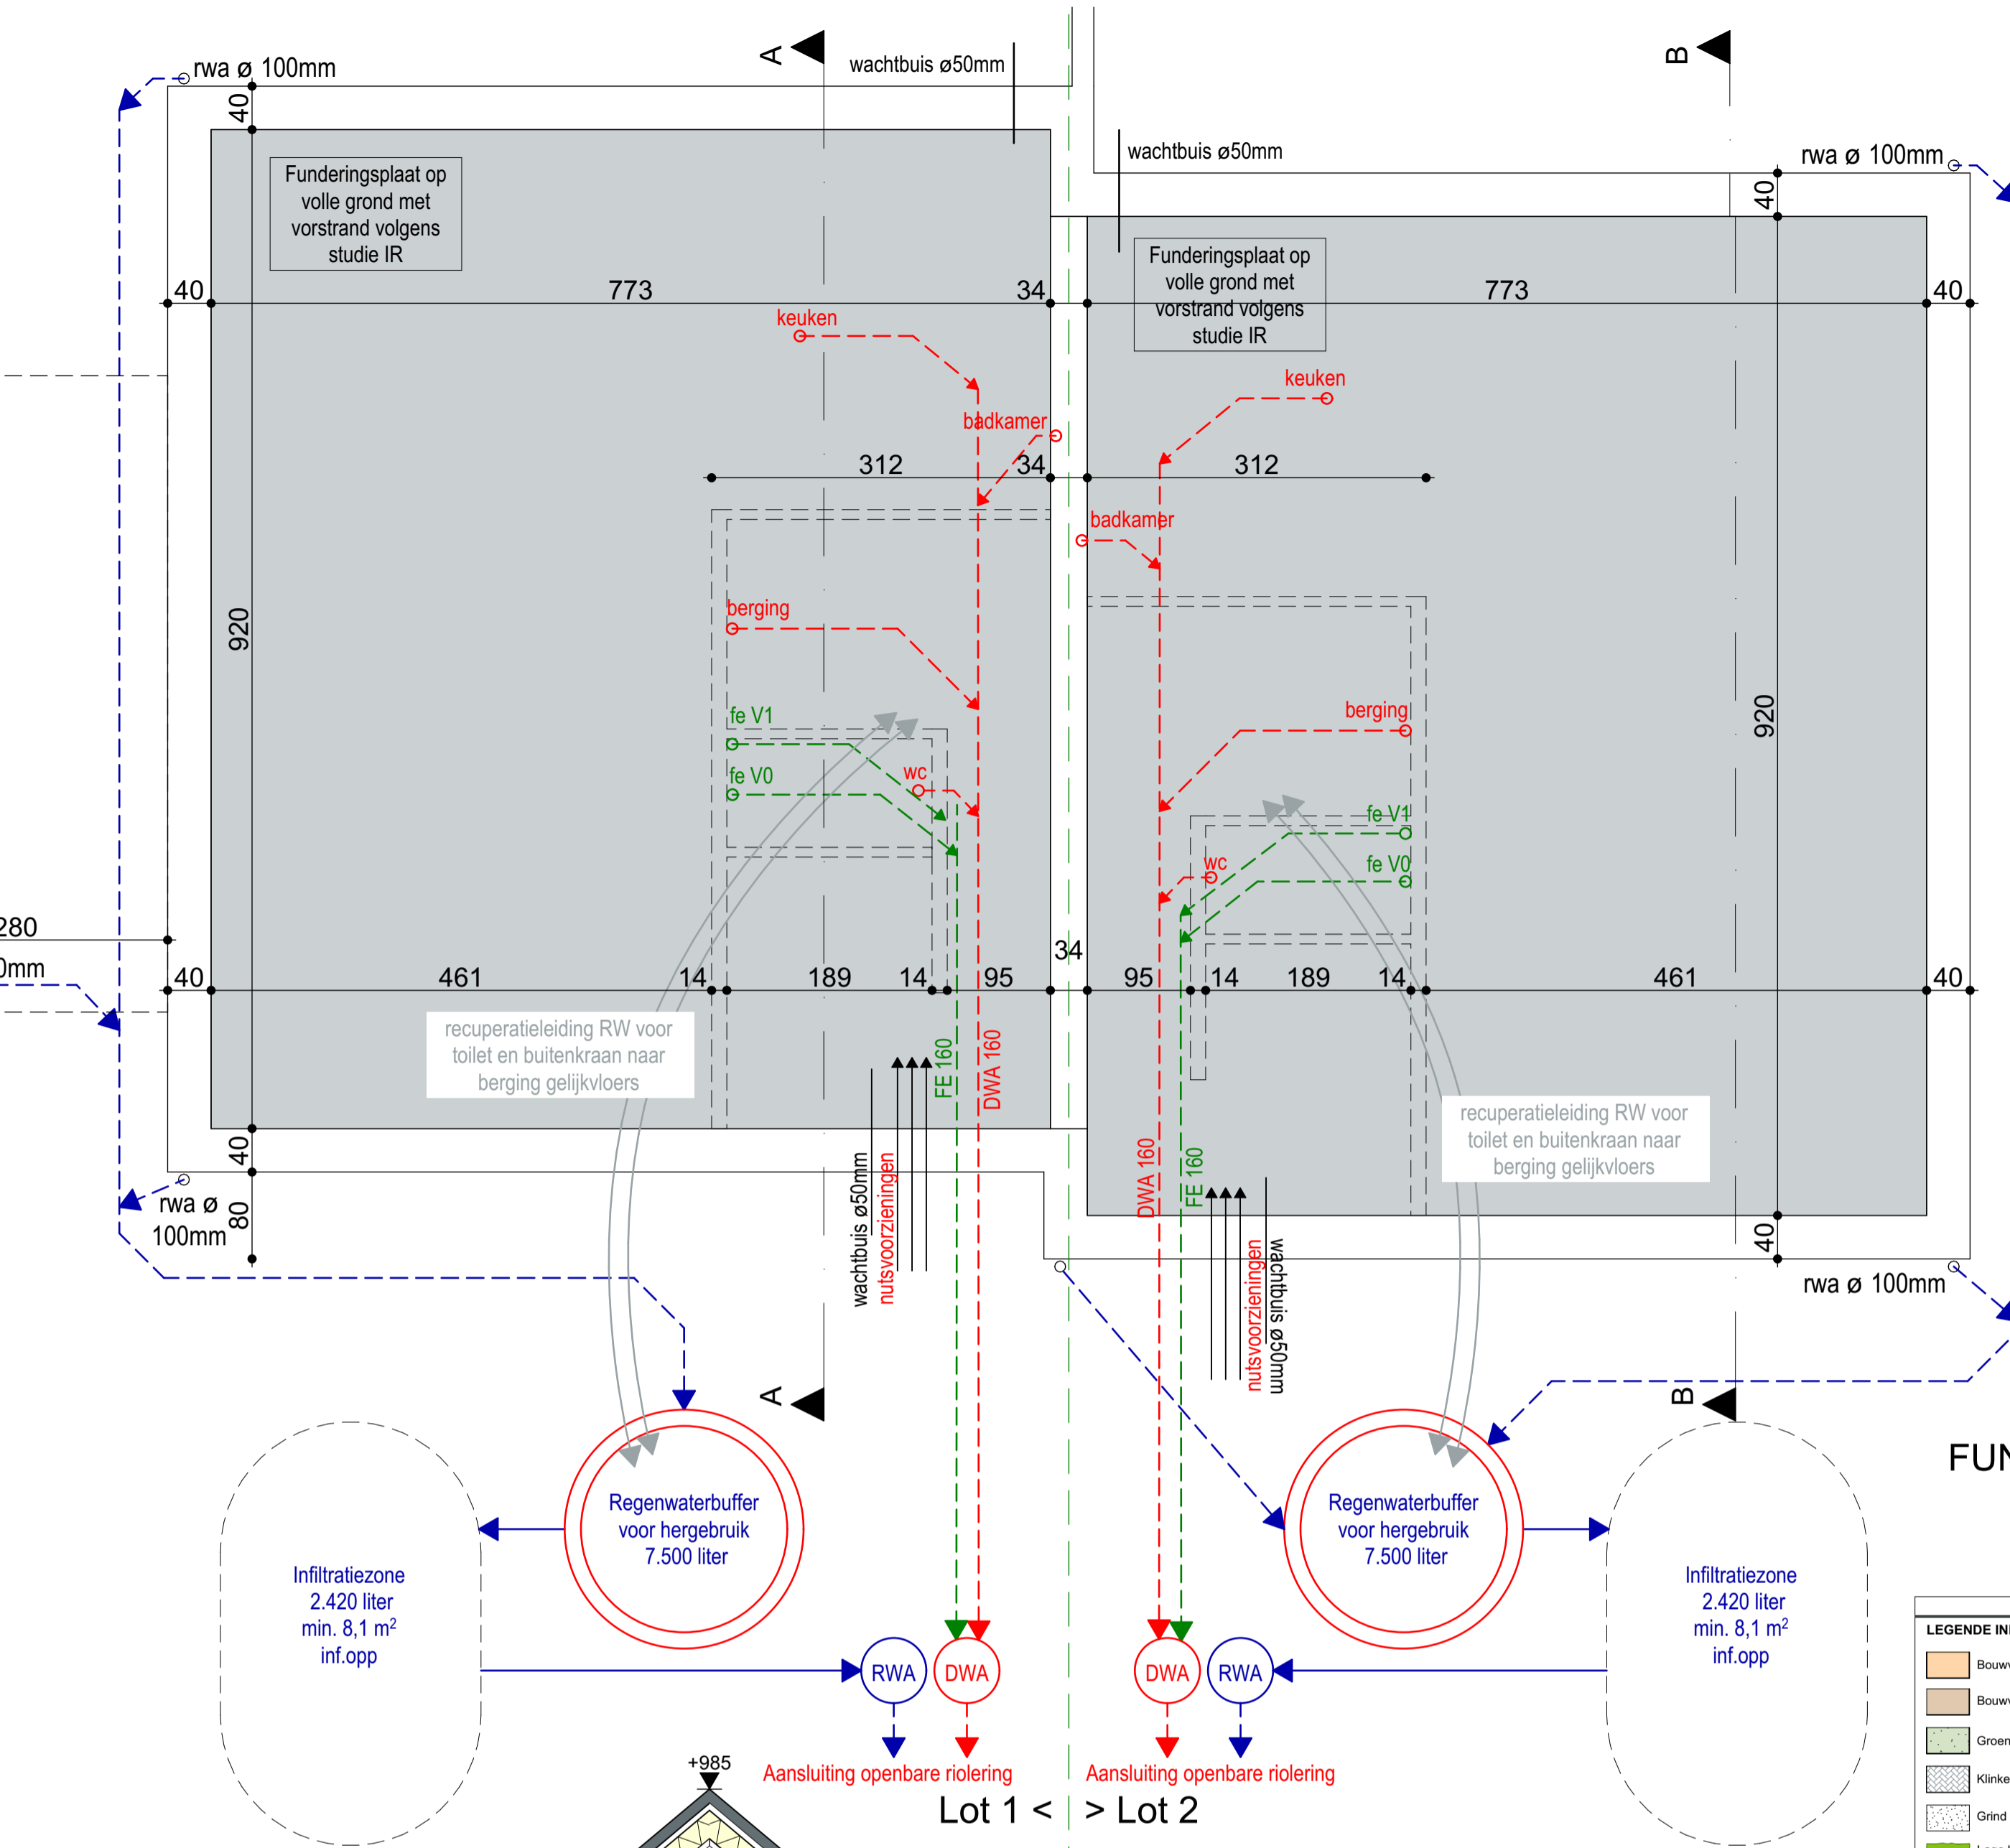 A
B
rwa ø 100mm
wachtbuis ø50mm
40
wachtbuis ø50mm
rwa ø 100mm
40
Funderingsplaat op
volle grond met
vorstrand volgens
studie IR
Funderingsplaat op
volle grond met
vorstrand volgens
studie IR
40
773
34
773
40
keuken
keuken
badkamer
312
34
312
badkamer
berging
920
920
berging
fe V1
fe V0
wc
fe V1
wc
fe V0
280
0mm
34
40
461
14
189
14
95
95
14
189
14
461
40
recuperatieleiding RW voor
toilet en buitenkraan naar
berging gelijkvloers
FE 160
DWA 160
recuperatieleiding RW voor
toilet en buitenkraan naar
berging gelijkvloers
DWA 160
FE 160
40
80
rwa ø
100mm
wachtbuis ø50mm
nutsvoorzieningen
nutsvoorzieningen
wachtbuis ø50mm
40
rwa ø 100mm
A
B
FUN
Regenwaterbuffer
voor hergebruik
7.500 liter
Regenwaterbuffer
voor hergebruik
7.500 liter
Infiltratiezone
2.420 liter
min. 8,1 m²
inf.opp
Infiltratiezone
2.420 liter
min. 8,1 m²
inf.opp
RWA
DWA
DWA
RWA
LEGENDE IN
Bouwv
Bouwv
Groen
Klinke
Grind
+985
Aansluiting openbare riolering
Aansluiting openbare riolering
Lot 1 <
> Lot 2